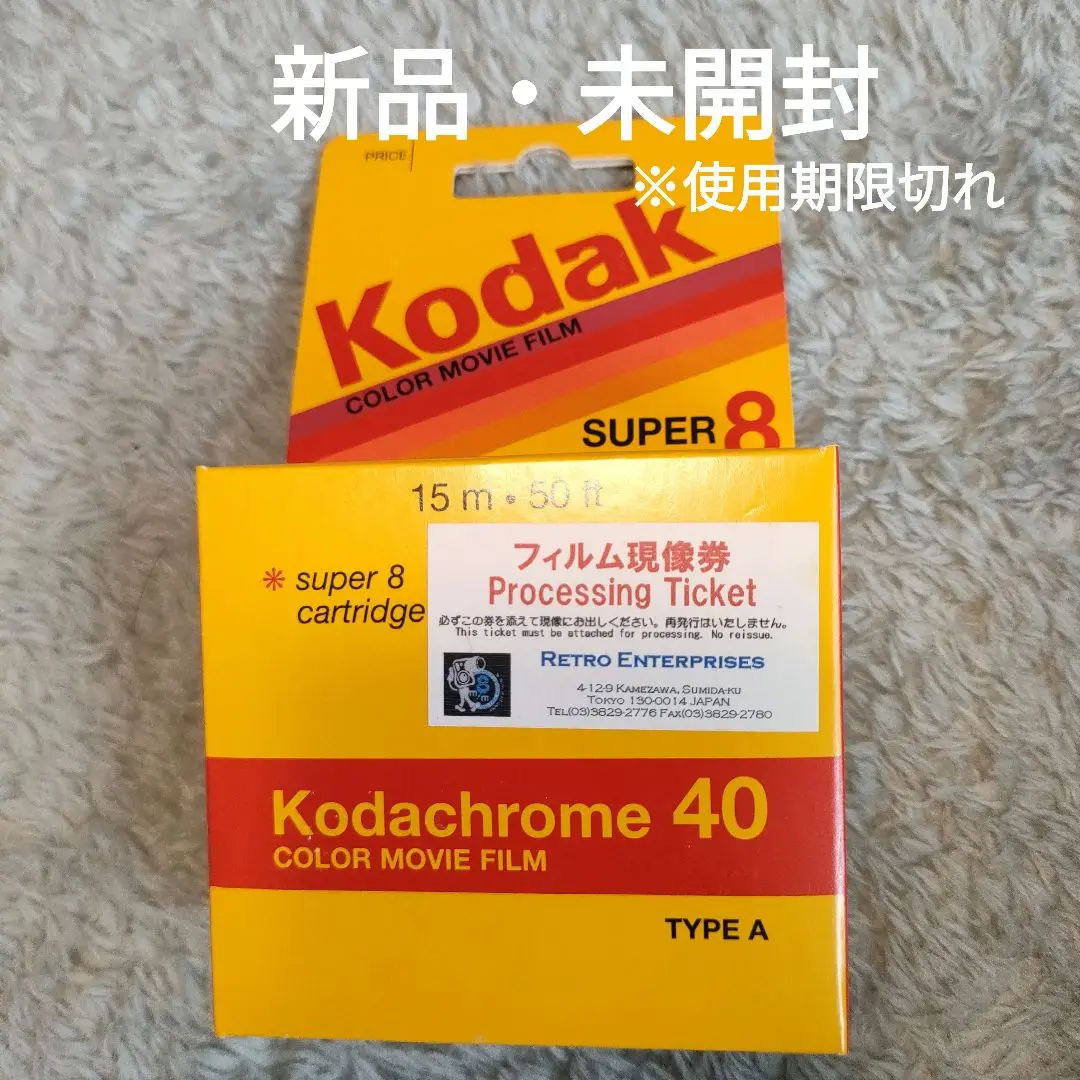 新品・未開封
※使用期限切れ
PRICE
Kodak
COLOR MOVIE FILM
SUPER 8
15 m • 50 ft
* super 8
cartridge
フィルム現像券
Processing Ticket
必ずこの券を添えて現像にお出しください。再発行はいたしません。
This ticket must be attached for processing. No reissue.
RETRO ENTERPRISES
4-12-9 KAMEZAWA, SUMIDA-KU
TOKYO 130-0014 JAPAN
TEL(03)3829-2776 FAX(03)3829-2780
Kodachrome 40
COLOR MOVIE FILM
TYPE A